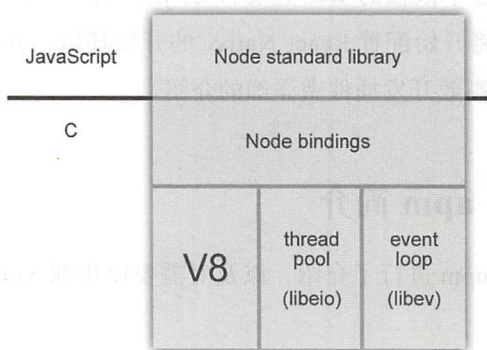 JavaScript
Node standard library
C
Node bindings
V8
thread
pool
(libeio)
event
loop
(libev)